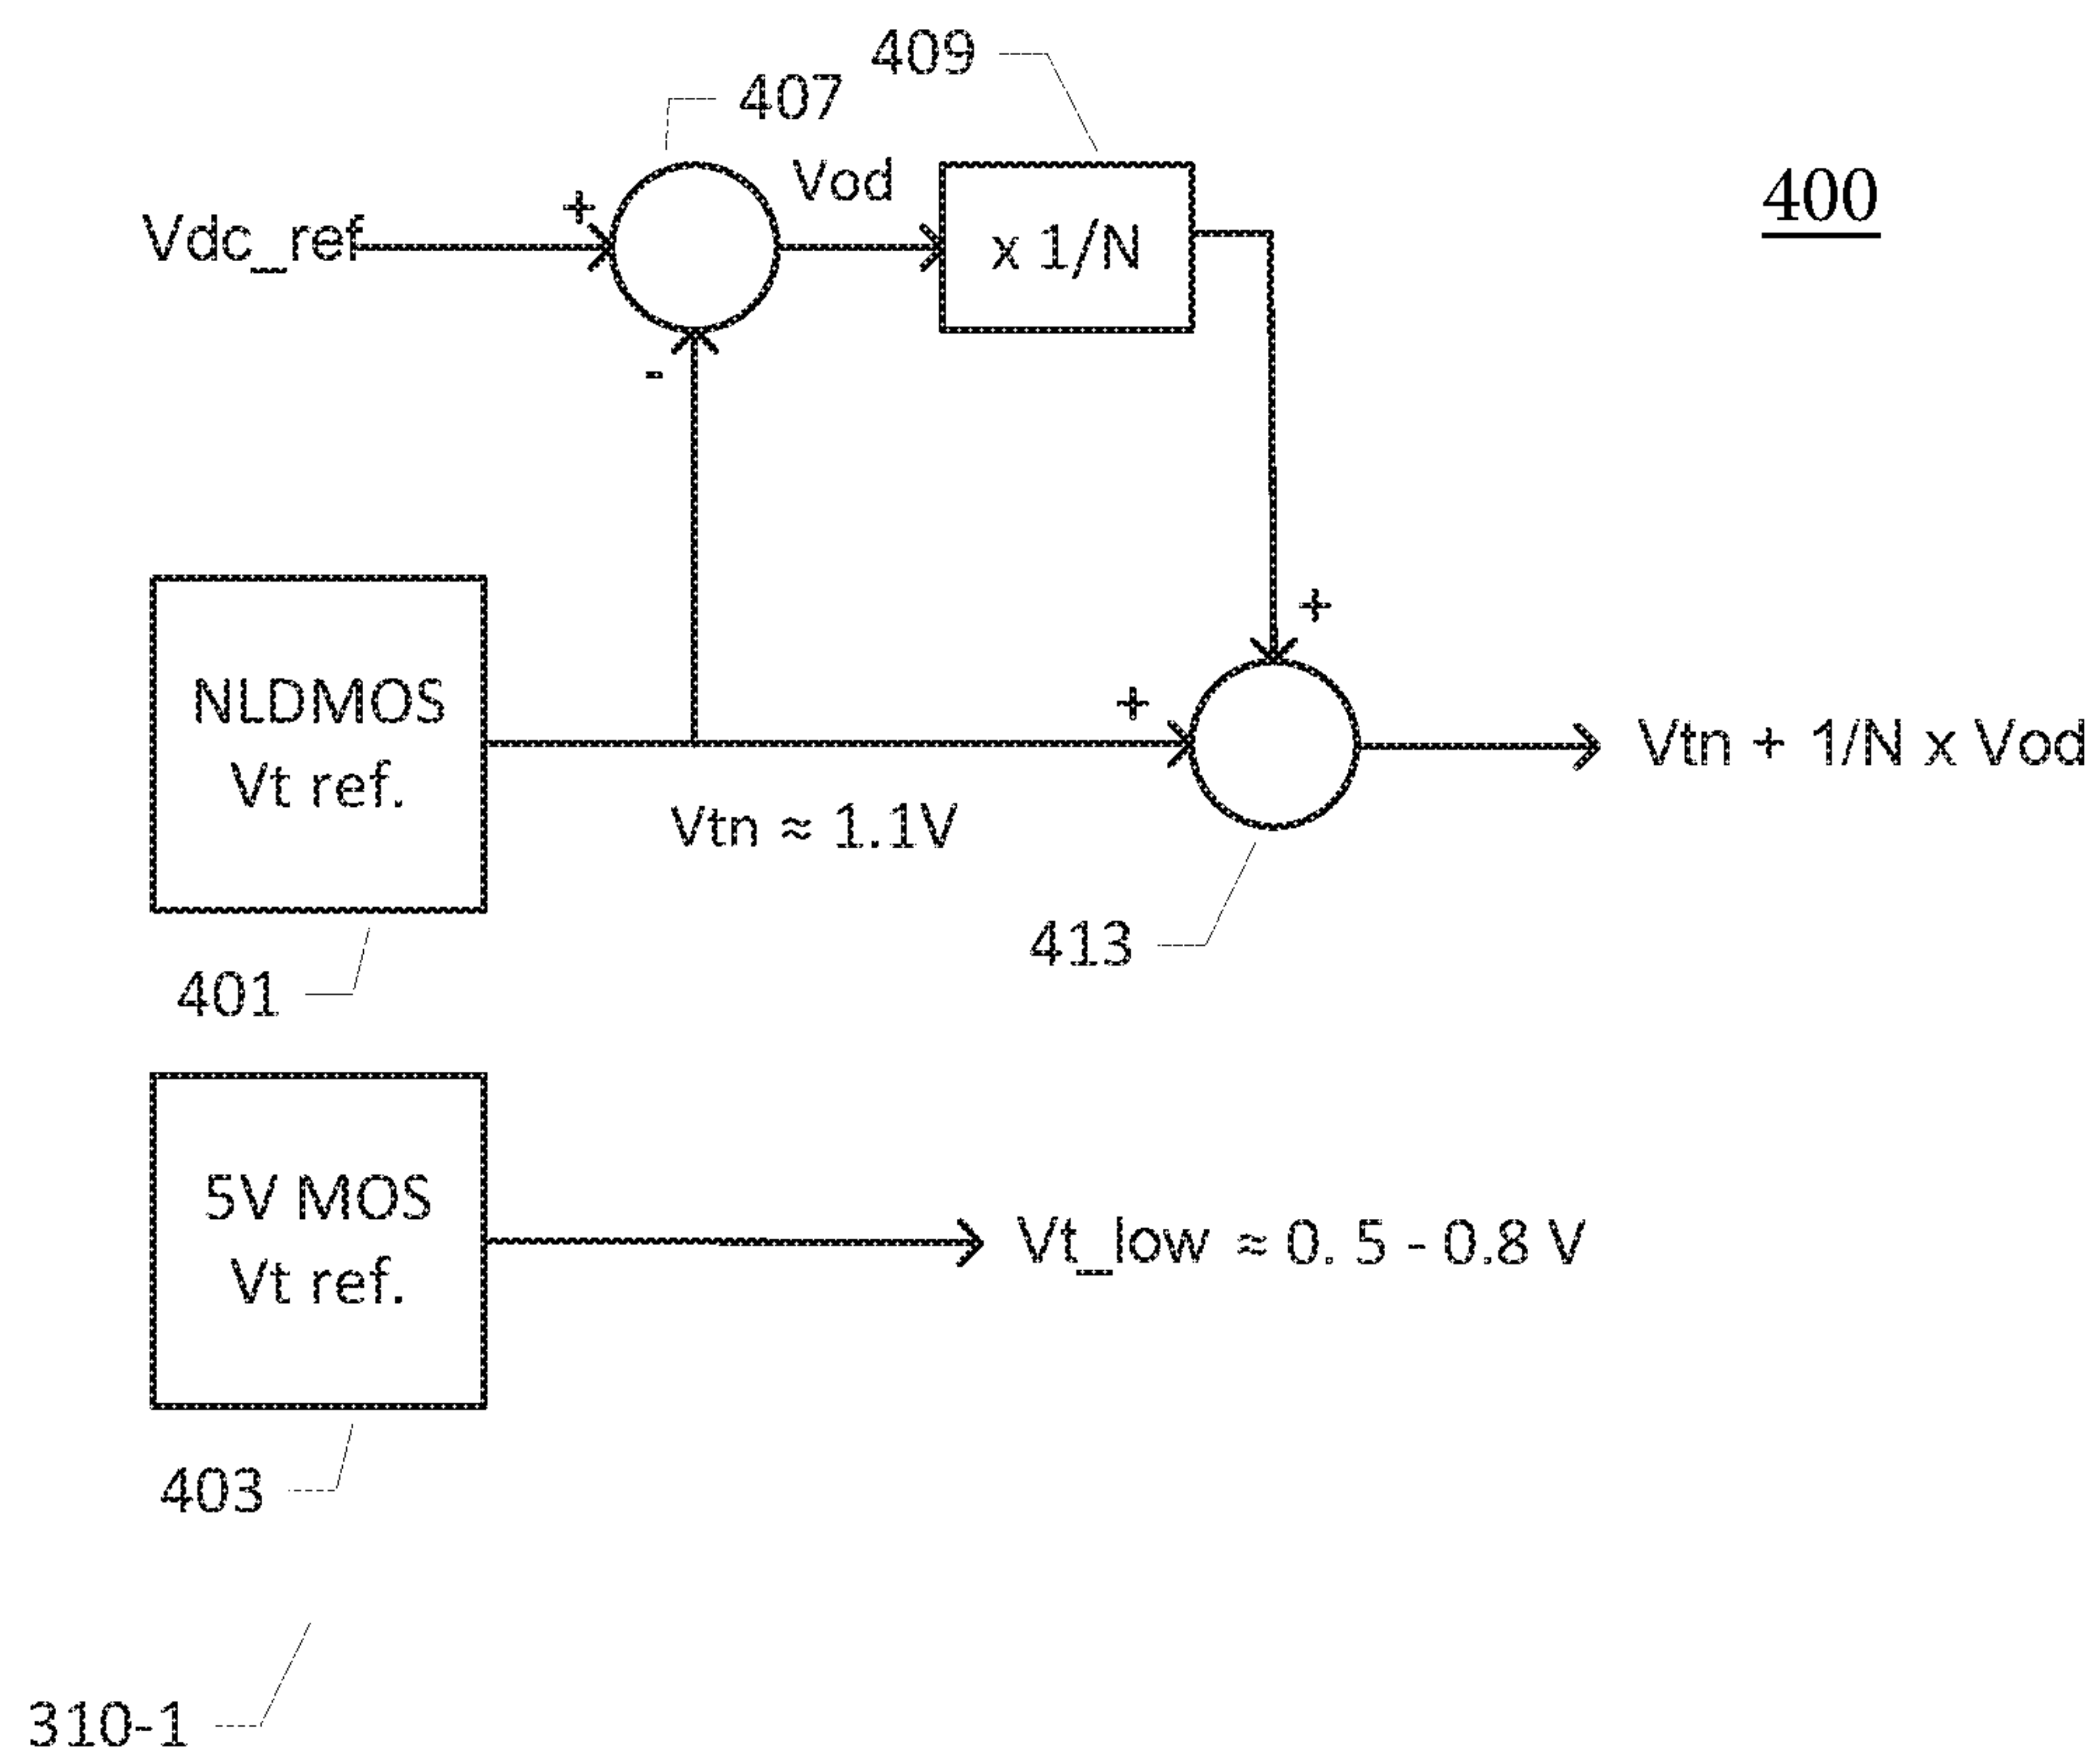 409
407
Vod
400
+
Vdc_ref
x 1/N
-
+
+
NLDMOS
Vt ref.
Vtn + 1/N x Vod
Vtn ≈ 1.1V
413
401
5V MOS
Vt ref.
Vt_low ≈ 0. 5 - 0.8 V
403
310-1